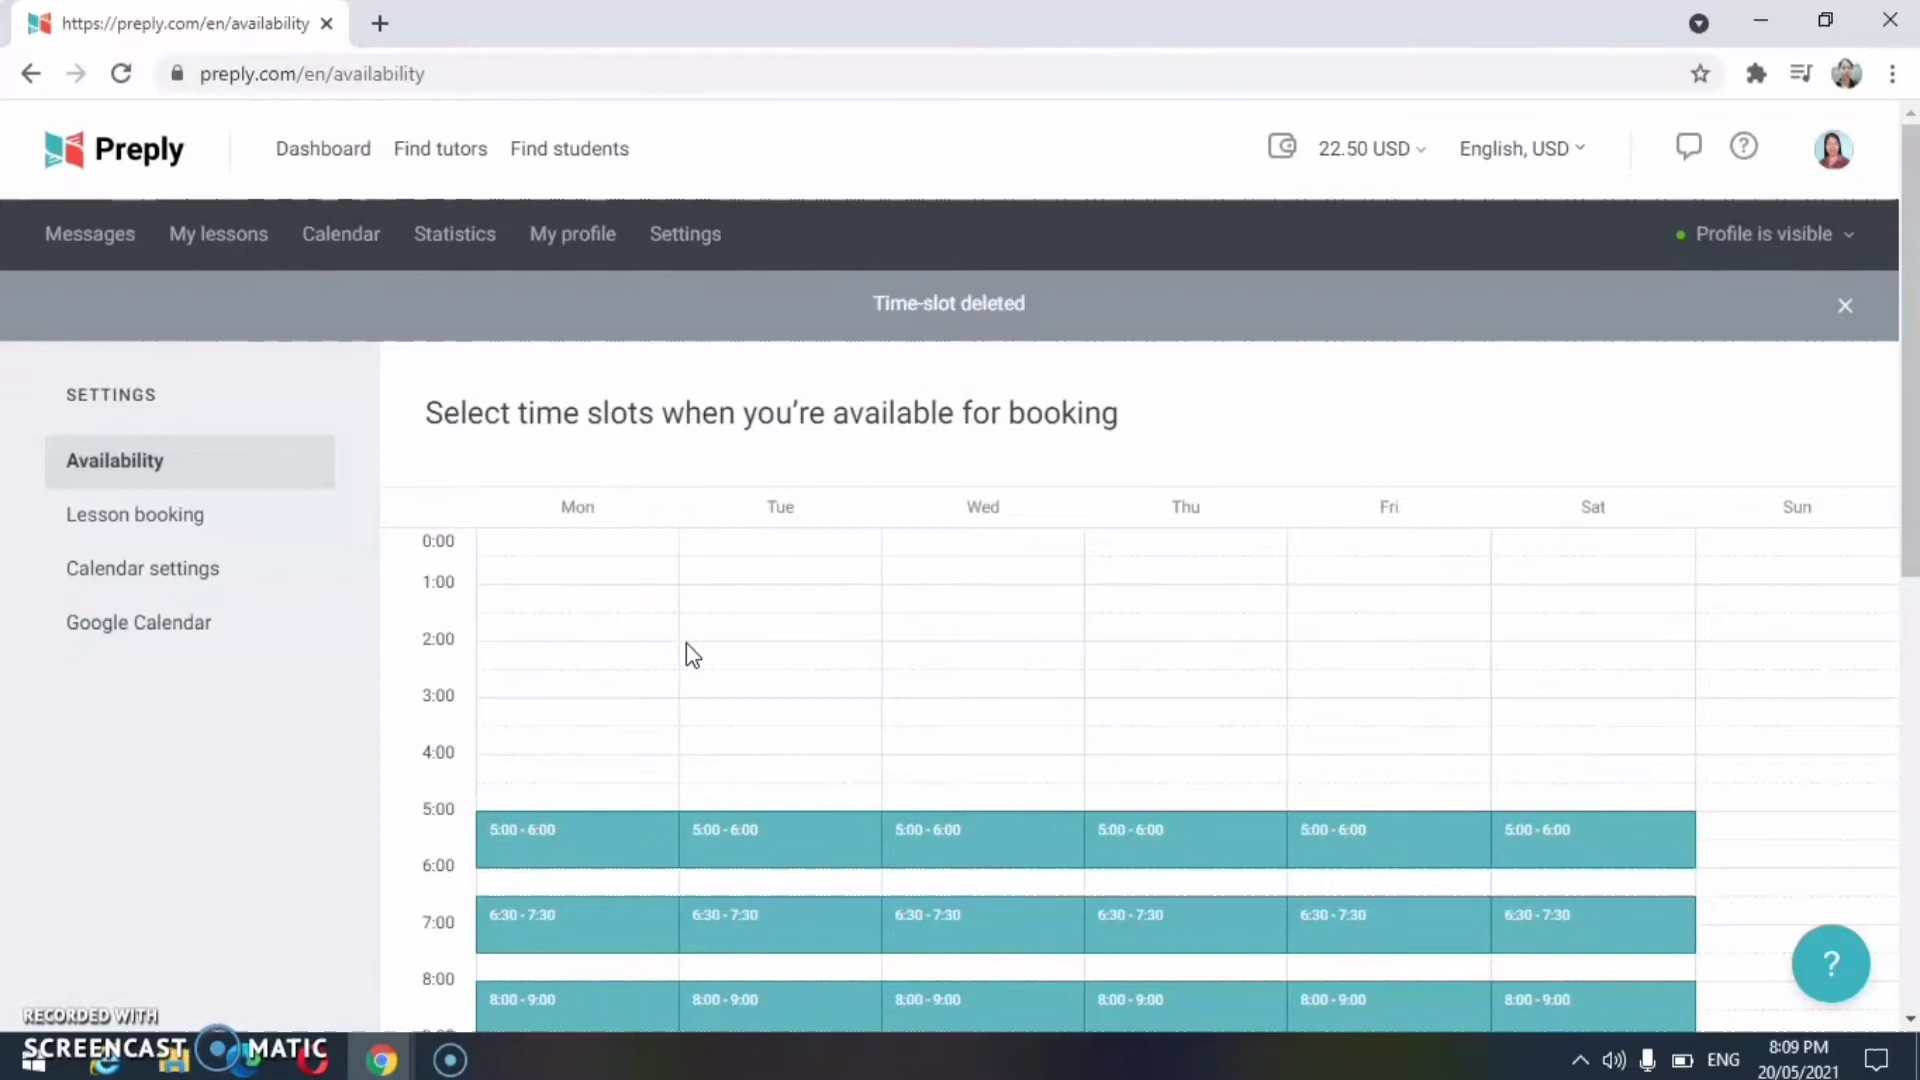 https://preply.com/en/availability
preply.com/en/availability
Preply
Dashboard Find tutors Find students
22.50 USD
English, USD
Messages My lessons Calendar Statistics My profile Settings
Profile is visible
Time-slot deleted
SETTINGS
Availability
Lesson booking
Calendar settings
Google Calendar
Select time slots when you're available for booking
Mon Tue Wed Thu Fri Sat Sun
0:00
1:00
2:00
3:00
4:00
5:00
5:00 - 6:00 5:00 - 6:00 5:00 - 6:00 5:00 - 6:00 5:00 - 6:00 5:00 - 6:00
6:00
6:30 - 7:30 6:30 - 7:30 6:30 - 7:30 6:30 - 7:30 6:30 - 7:30 6:30 - 7:30
7:00
8:00
8:00 - 9:00 8:00 - 9:00 8:00 - 9:00 8:00 - 9:00 8:00 - 9:00 8:00 - 9:00
?
RECORDED WITH
SCREENCAST MATIC
ENG
8:09 PM
20/05/2021